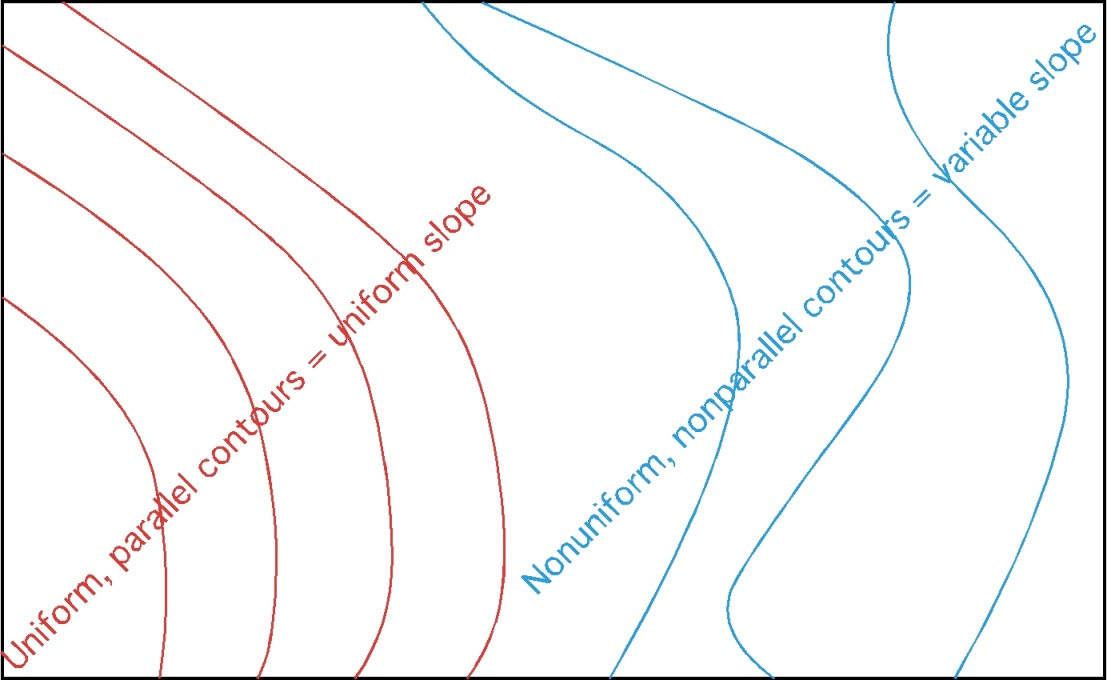 Uniform, parallel contours = uniform slope
Nonuniform, nonparallel contours = variable slope